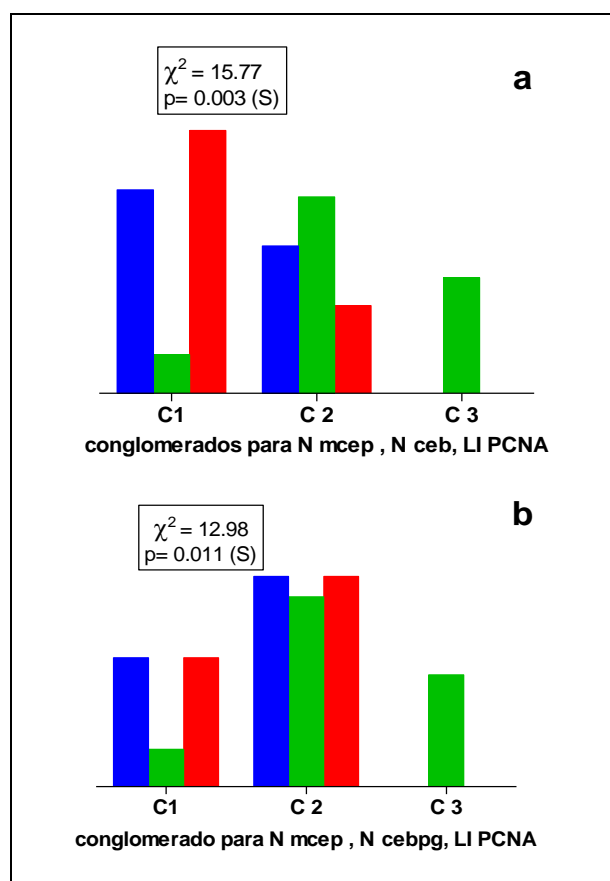 χ² = 15.77
p= 0.003 (S)
a
C1 C 2 C 3
conglomerados para N mcep , N ceb, LI PCNA
b
χ² = 12.98
p= 0.011 (S)
C1 C 2 C 3
conglomerado para N mcep , N cebpg, LI PCNA